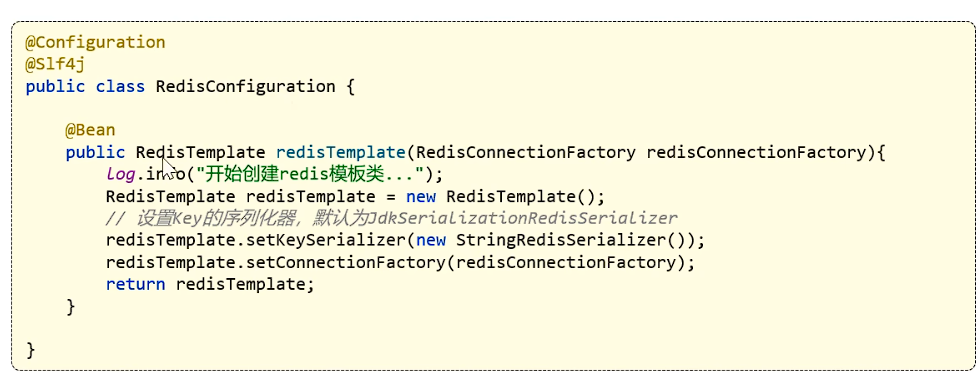 @Configuration
@Slf4j
public class RedisConfiguration {
@Bean
public RedisTemplate redisTemplate(RedisConnectionFactory redisConnectionFactory){
log.info("开始创建redis模板类...");
RedisTemplate redisTemplate = new RedisTemplate();
// 设置Key的序列化器，默认为JdkSerializationRedisSerializer
redisTemplate.setKeySerializer(new StringRedisSerializer());
redisTemplate.setConnectionFactory(redisConnectionFactory);
return redisTemplate;
}
}